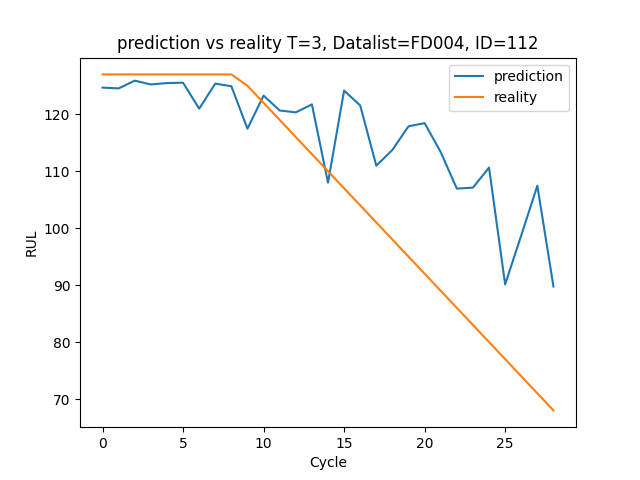 prediction vs reality T=3, Datalist=FD004, ID=112
prediction
reality
RUL
120
110
100
90
80
70
0 5 10 15 20 25
Cycle